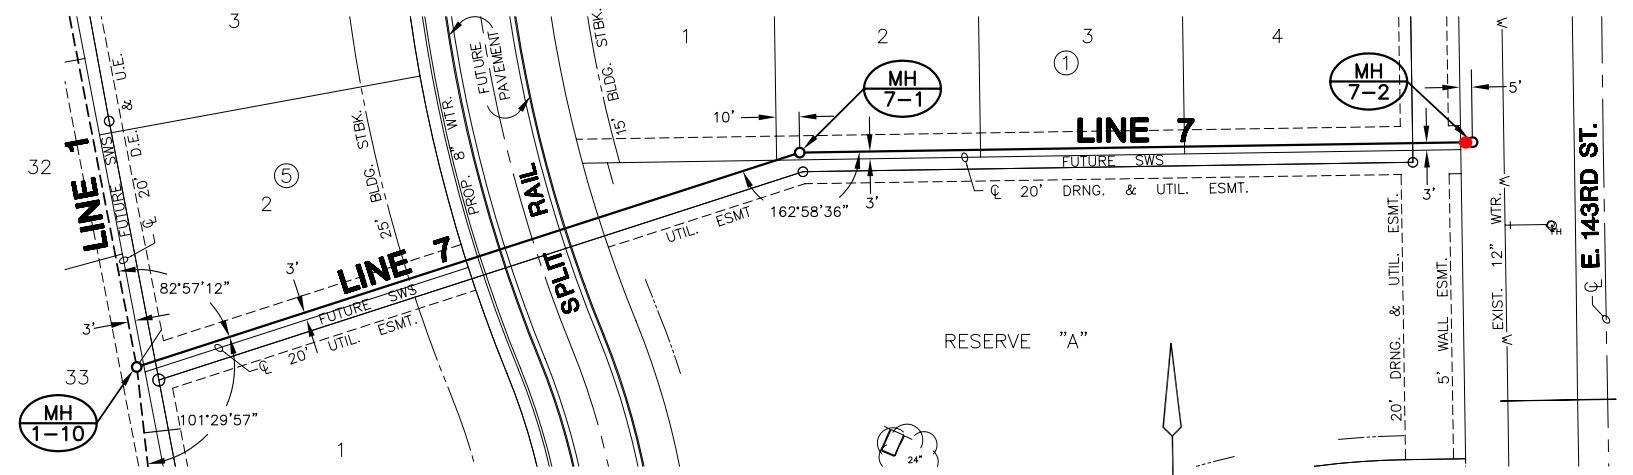 3
1
2
3
4
1
MH
7-1
MH
7-2
5'
10'
LINE 7
FUTURE SWS
3'
3'
℄ 20' DRNG. & UTIL. ESMT.
162°58'36"
UTIL. ESMT
15' BLDG. STBK.
FUTURE
PAVEMENT
PROP. 8" WTR.
SPLIT RAIL
25' BLDG. STBK.
5
2
32
33
LINE 1
FUTURE SWS
℄ 20' D.E. & U.E.
82°57'12"
3'
3'
LINE 7
FUTURE SWS
℄ 20' UTIL. ESMT.
101°29'57"
MH
1-10
1
RESERVE "A"
24"
20' DRNG. & UTIL. ESMT.
5' WALL ESMT.
W
W
W
EXIST. 12" WTR.
FH
℄ E. 143RD ST.